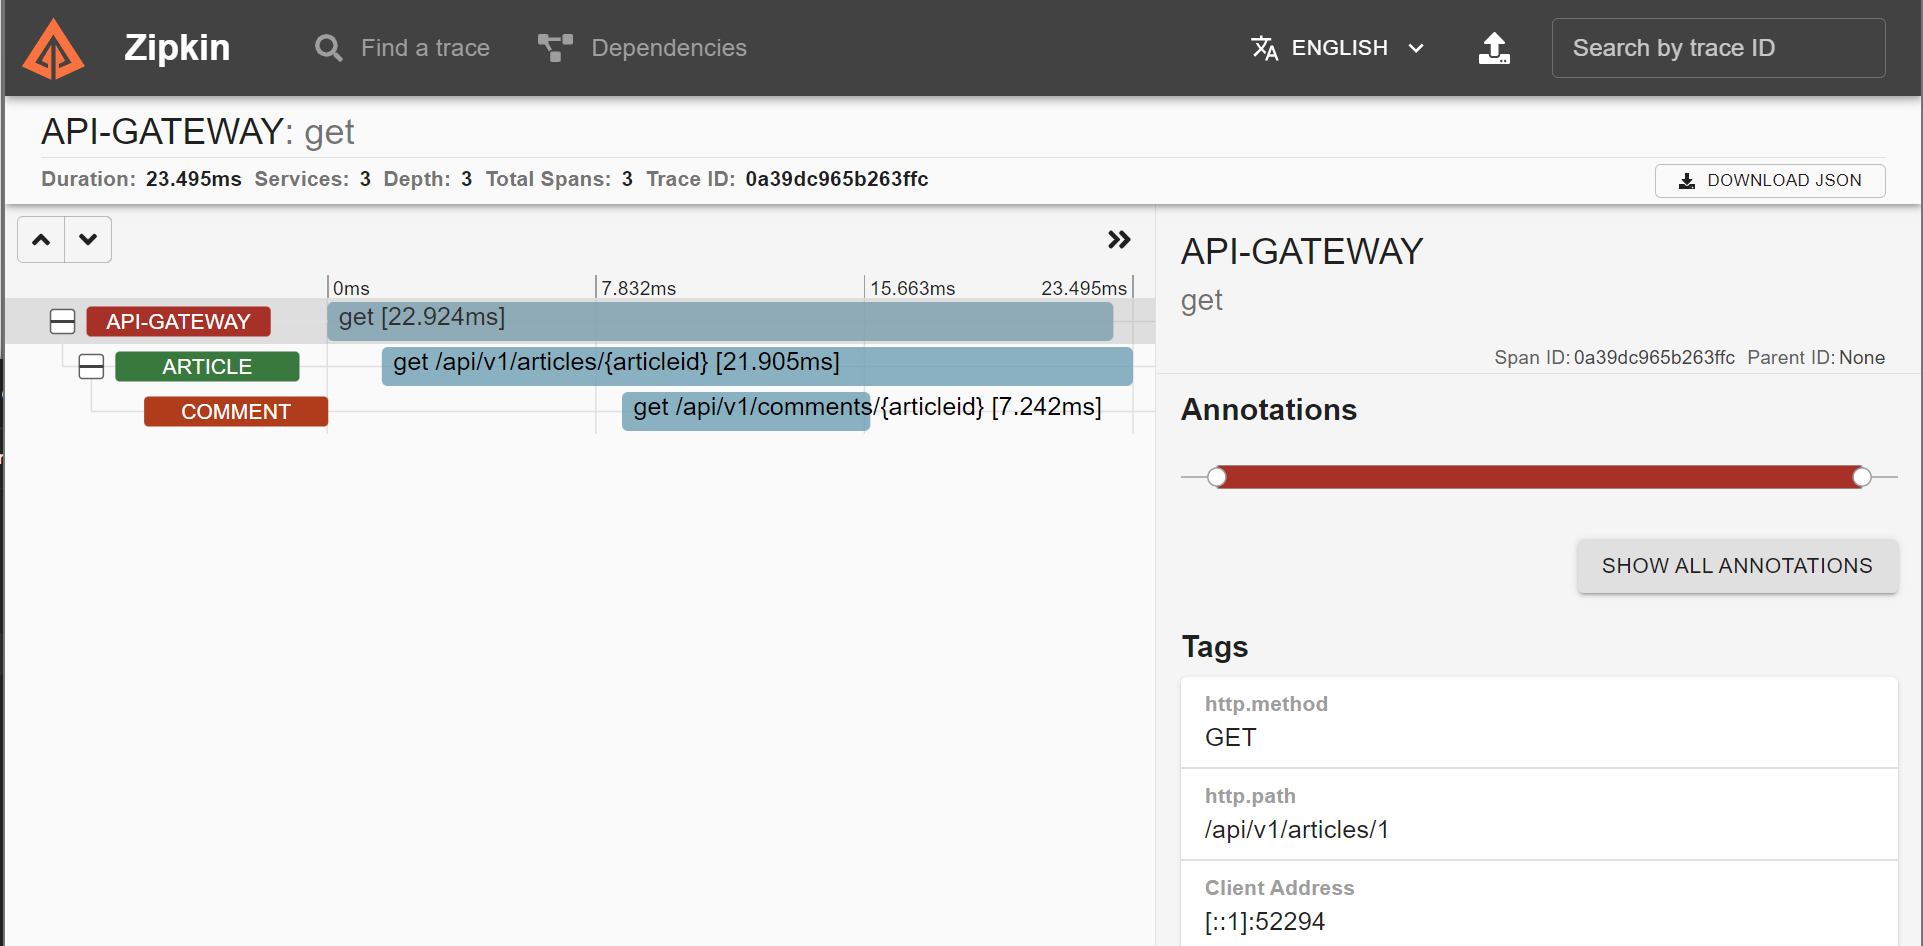 Zipkin Find a trace Dependencies ENGLISH Search by trace ID
API-GATEWAY: get
Duration: 23.495ms Services: 3 Depth: 3 Total Spans: 3 Trace ID: 0a39dc965b263ffc DOWNLOAD JSON
0ms 7.832ms 15.663ms 23.495ms
API-GATEWAY get [22.924ms]
ARTICLE get /api/v1/articles/{articleid} [21.905ms]
COMMENT get /api/v1/comments/{articleid} [7.242ms]
API-GATEWAY
get
Span ID: 0a39dc965b263ffc Parent ID: None
Annotations
SHOW ALL ANNOTATIONS
Tags
http.method
GET
http.path
/api/v1/articles/1
Client Address
[::1]:52294